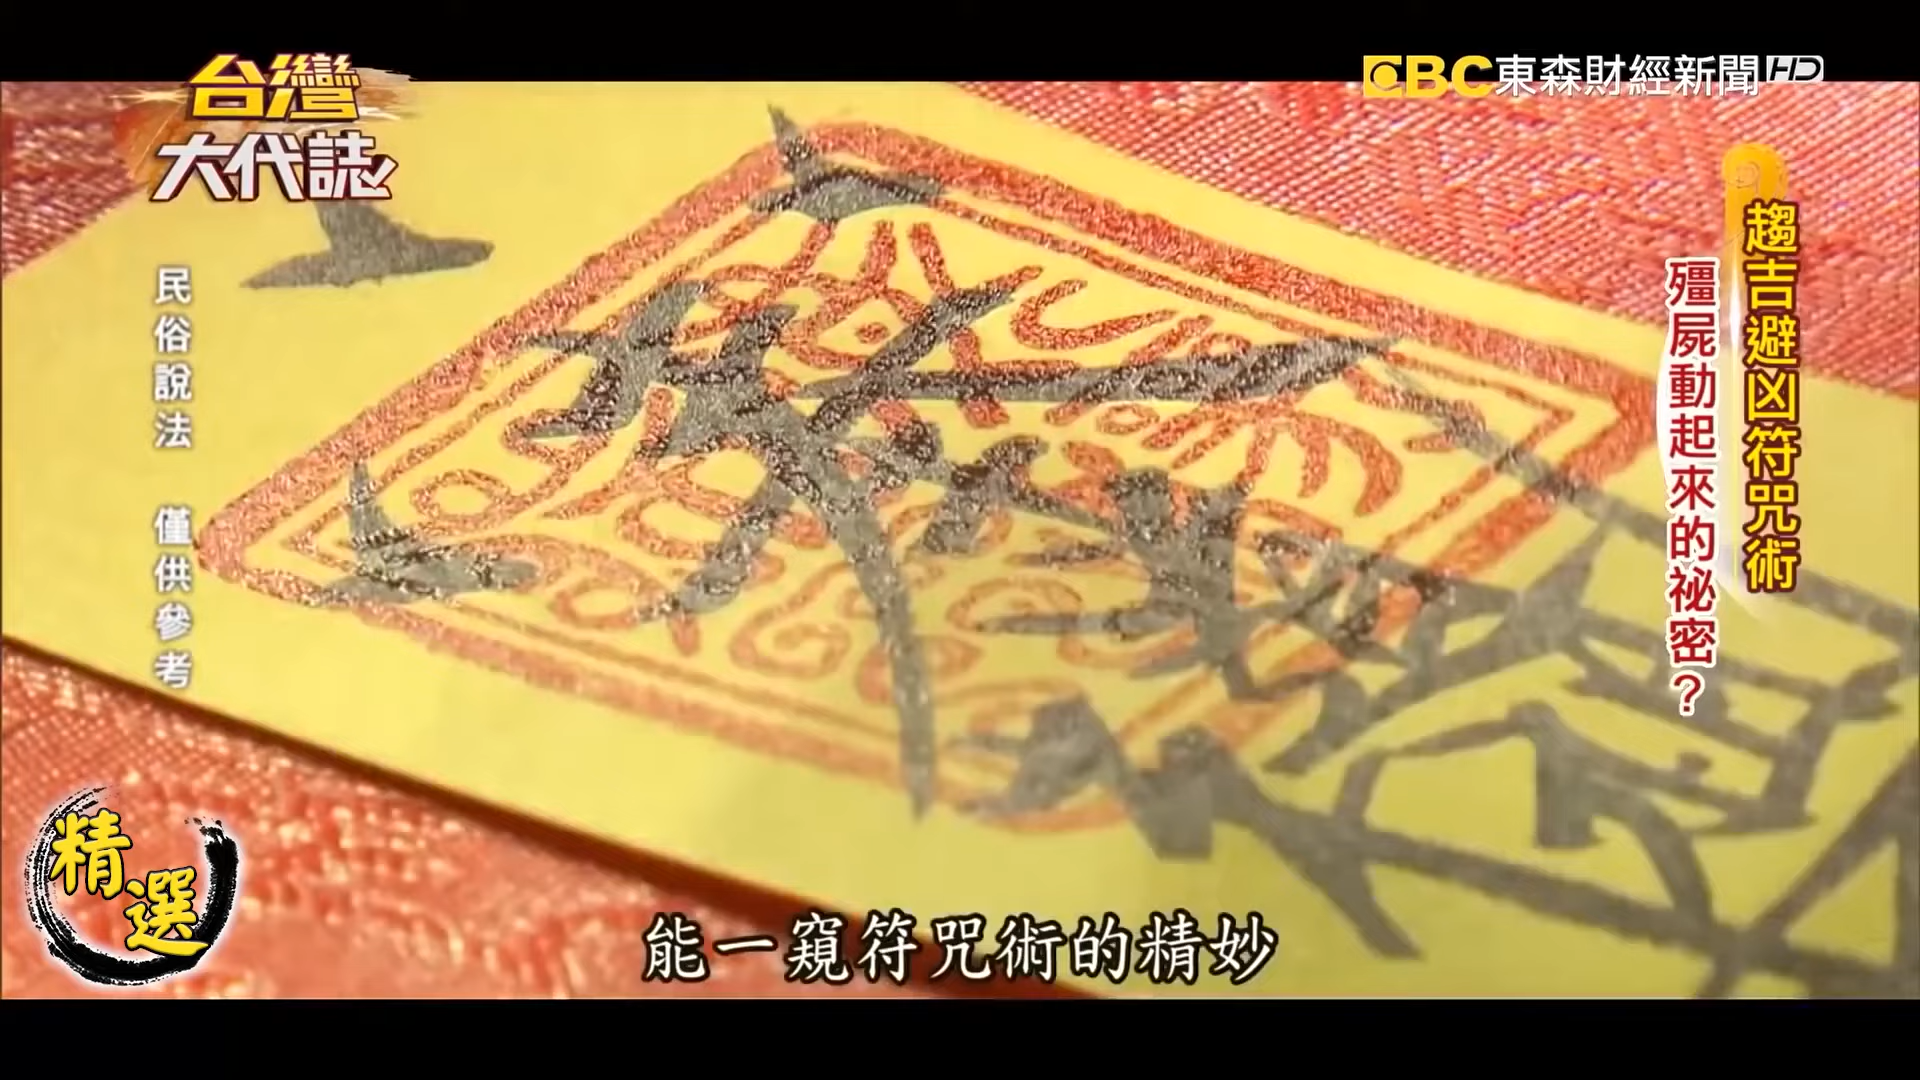 台灣
大代誌
EBC東森財經新聞HD
趨吉避凶符咒術
殭屍動起來的祕密?
民俗說法 僅供參考
精選
能一窺符咒術的精妙